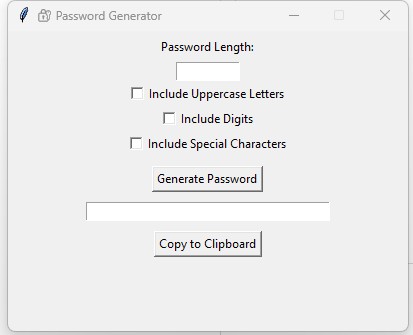 Password Generator
Password Length:
Include Uppercase Letters
Include Digits
Include Special Characters
Generate Password
Copy to Clipboard